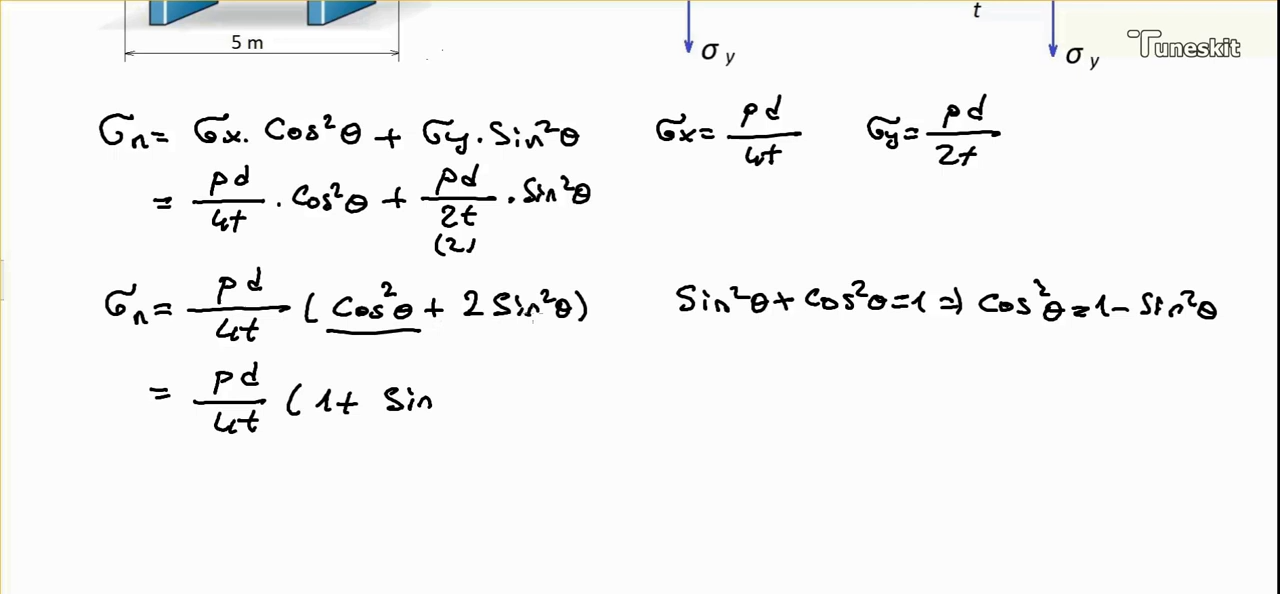 5 m
σ y
t
σ y
Tuneskit
σn = σx. Cos²θ + σy. Sin²θ σx = pd/4t σy = pd/2t
= pd/4t . Cos²θ + pd/2t . Sin²θ
(2)
σn = pd/4t (Cos²θ + 2 Sin²θ) Sin²θ + Cos²θ = 1 ⇒ Cos²θ = 1 - Sin²θ
= pd/4t (1+ Sin